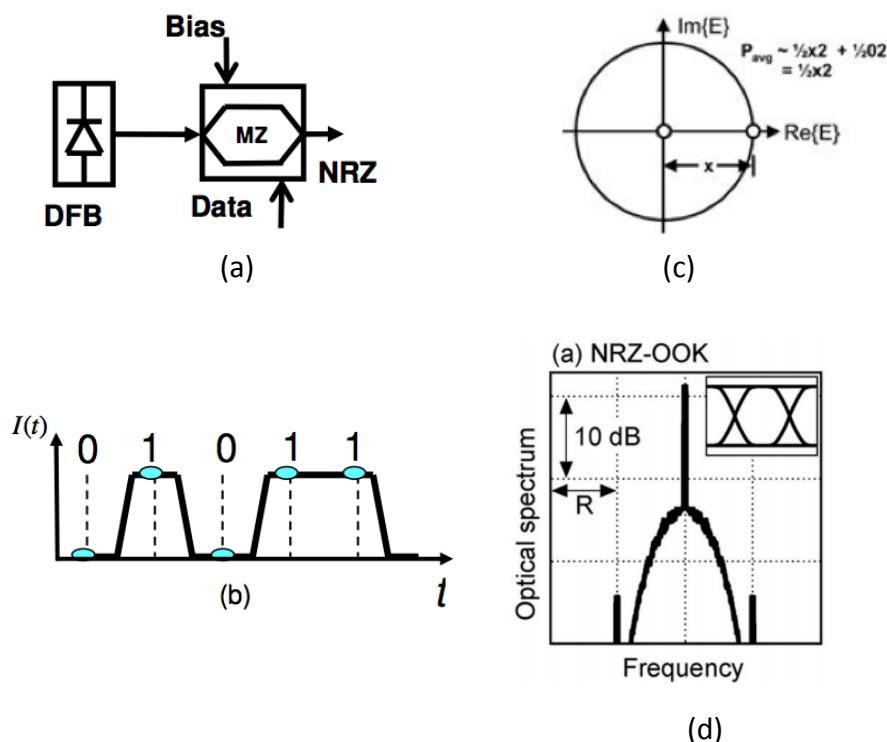 Bias
MZ
DFB
Data
NRZ
(a)
Im{E}
P_avg ~ ½x2 + ½02
= ½x2
Re{E}
x
(c)
I(t)
0 1 0 1 1
t
(b)
(a) NRZ-OOK
10 dB
R
Optical spectrum
Frequency
(d)